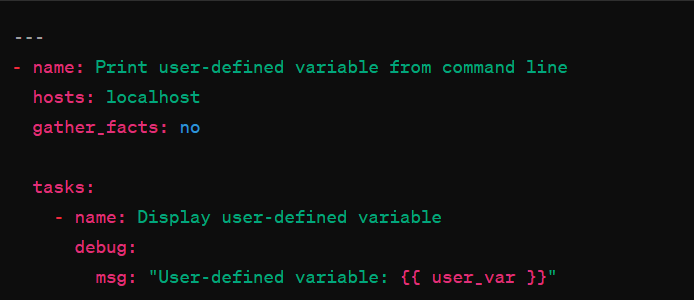 ---
- name: Print user-defined variable from command line
  hosts: localhost
  gather_facts: no

  tasks:
    - name: Display user-defined variable
      debug:
        msg: "User-defined variable: {{ user_var }}"